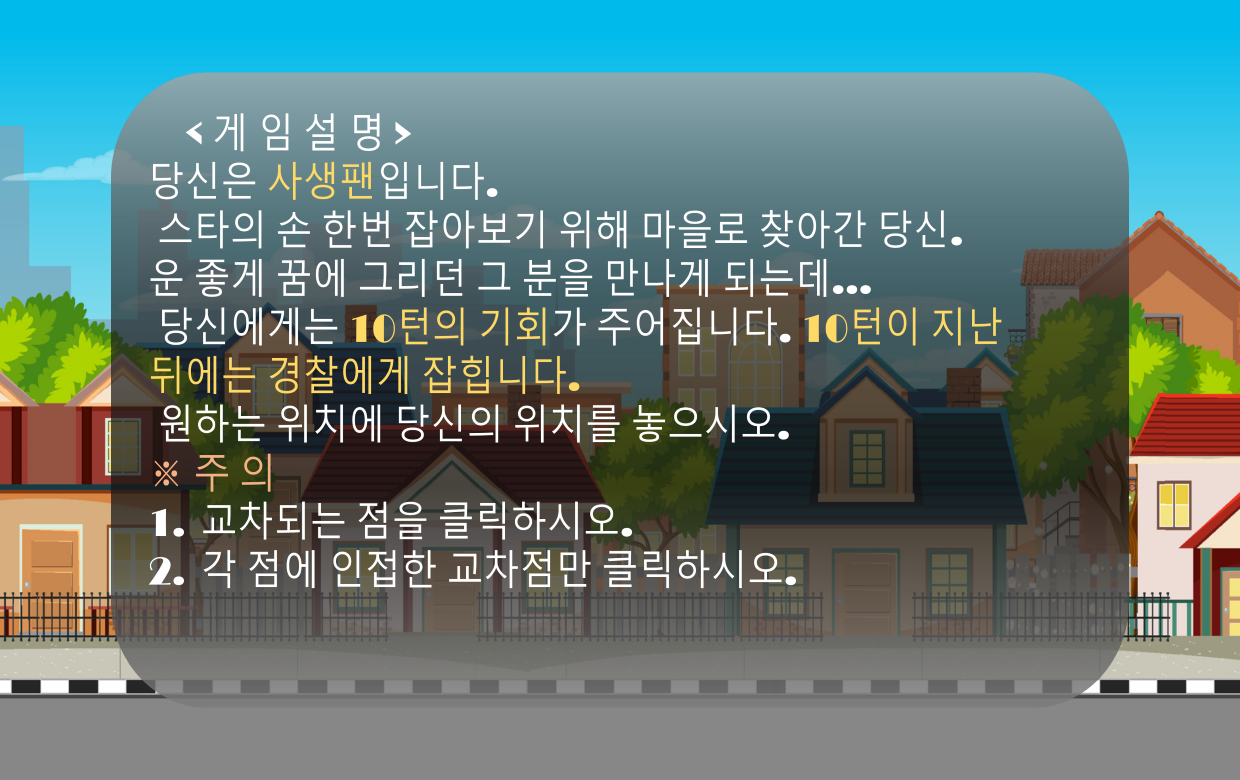 <게 임 설 명>
당신은 사생팬입니다.
스타의 손 한번 잡아보기 위해 마을로 찾아간 당신.
운 좋게 꿈에 그리던 그 분을 만나게 되는데...
당신에게는 10턴의 기회가 주어집니다. 10턴이 지난
뒤에는 경찰에게 잡힙니다.
원하는 위치에 당신의 위치를 놓으시오.
※ 주 의
1. 교차되는 점을 클릭하시오.
2. 각 점에 인접한 교차점만 클릭하시오.